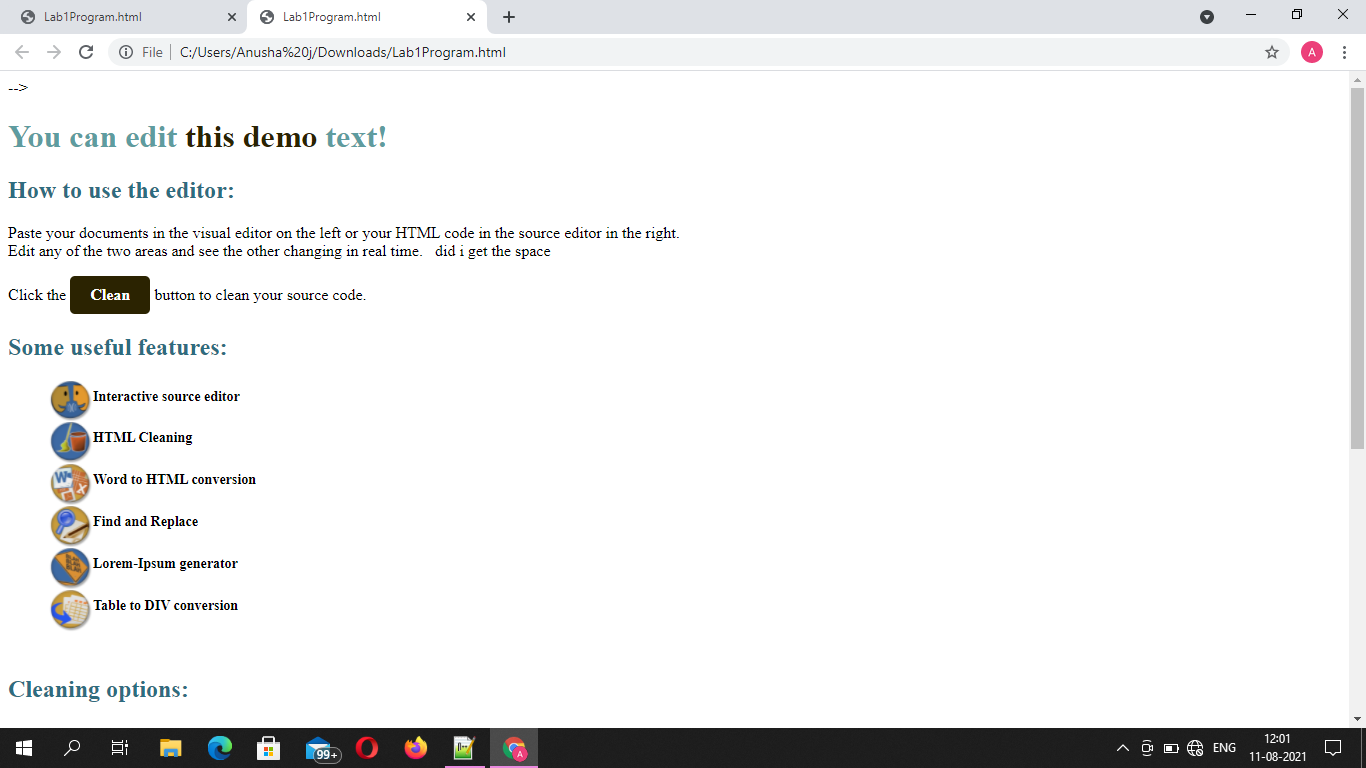 Lab1Program.html
Lab1Program.html
File
C:/Users/Anusha%20j/Downloads/Lab1Program.html
A
-->
You can edit this demo text!
How to use the editor:
Paste your documents in the visual editor on the left or your HTML code in the source editor in the right.
Edit any of the two areas and see the other changing in real time.   did i get the space
Click the Clean button to clean your source code.
Some useful features:
Interactive source editor
HTML Cleaning
W Word to HTML conversion
Find and Replace
Lorem-Ipsum generator
Table to DIV conversion
Cleaning options:
99+
A
ENG
12:01
11-08-2021